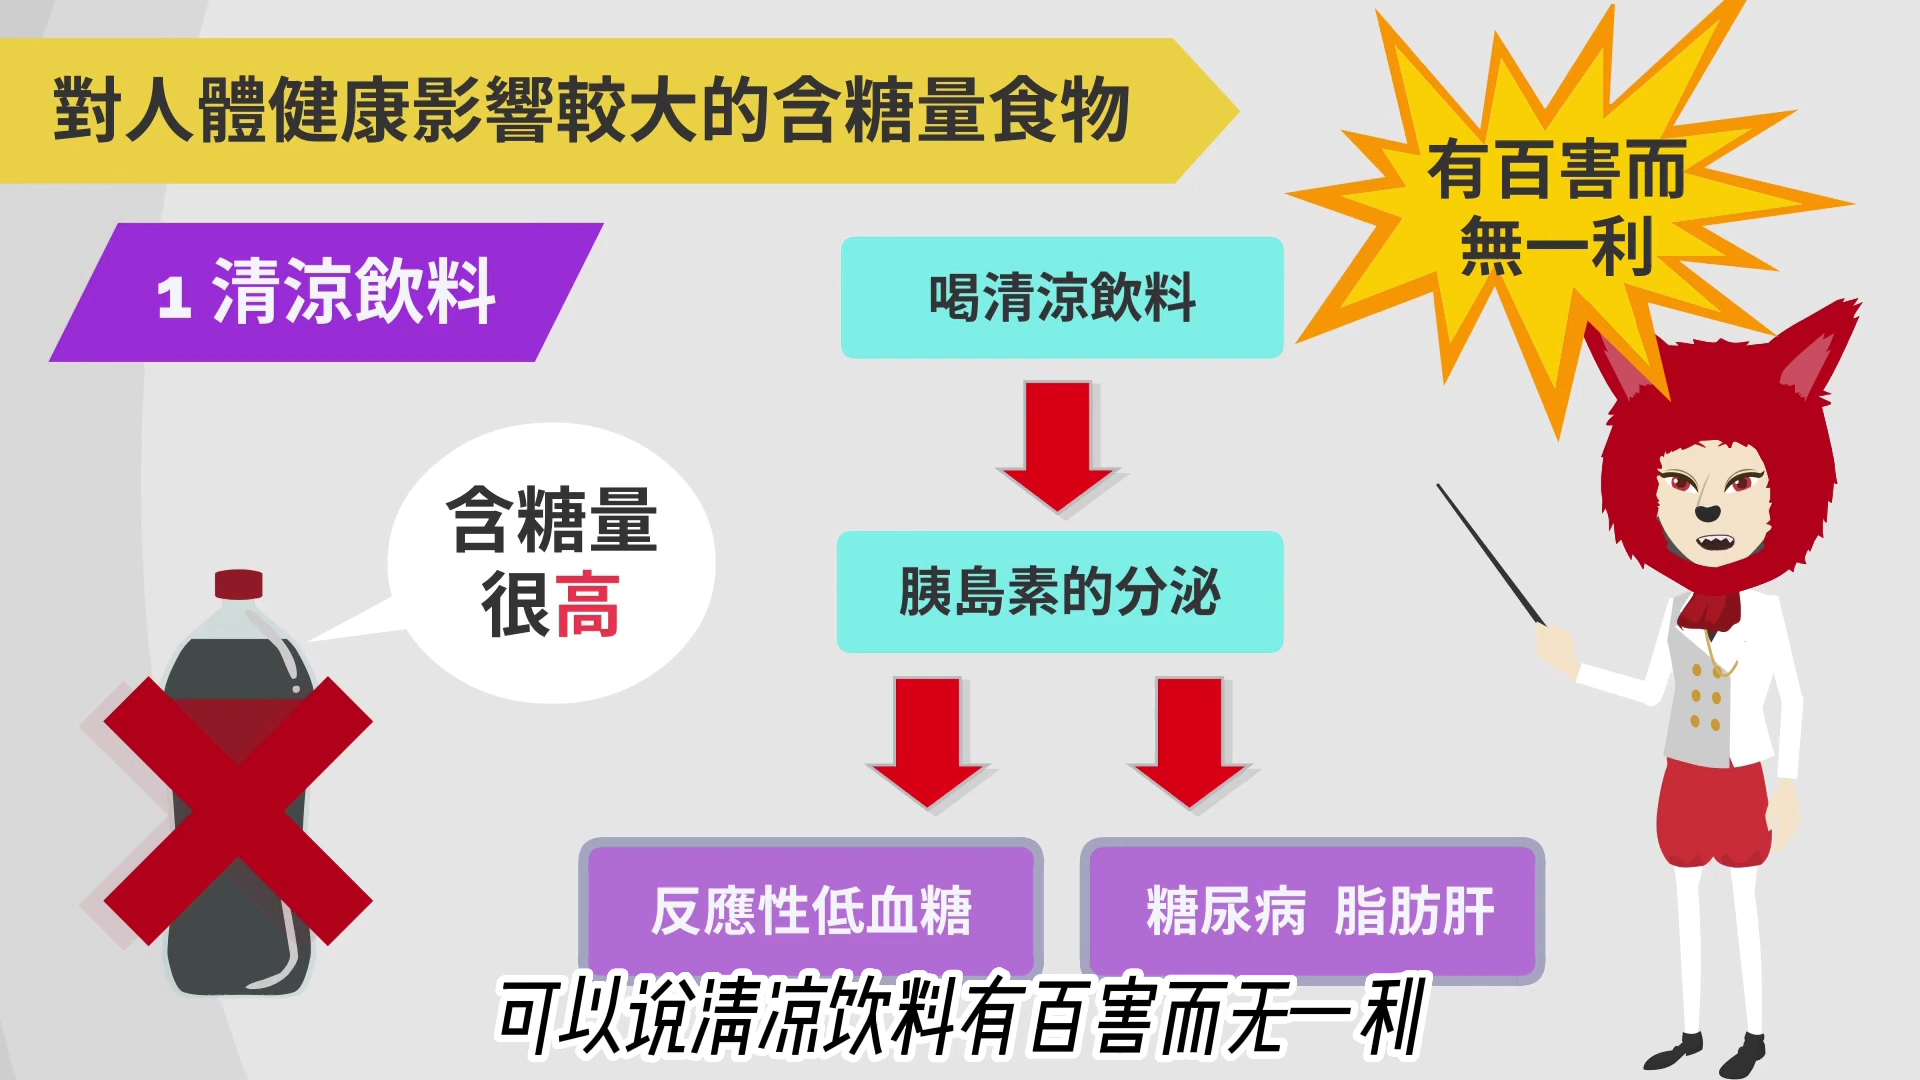 對人體健康影響較大的含糖量食物
有百害而
無一利
1 清涼飲料
喝清涼飲料
含糖量
很高
胰島素的分泌
反應性低血糖
糖尿病 脂肪肝
可以说清凉饮料有百害而无一利